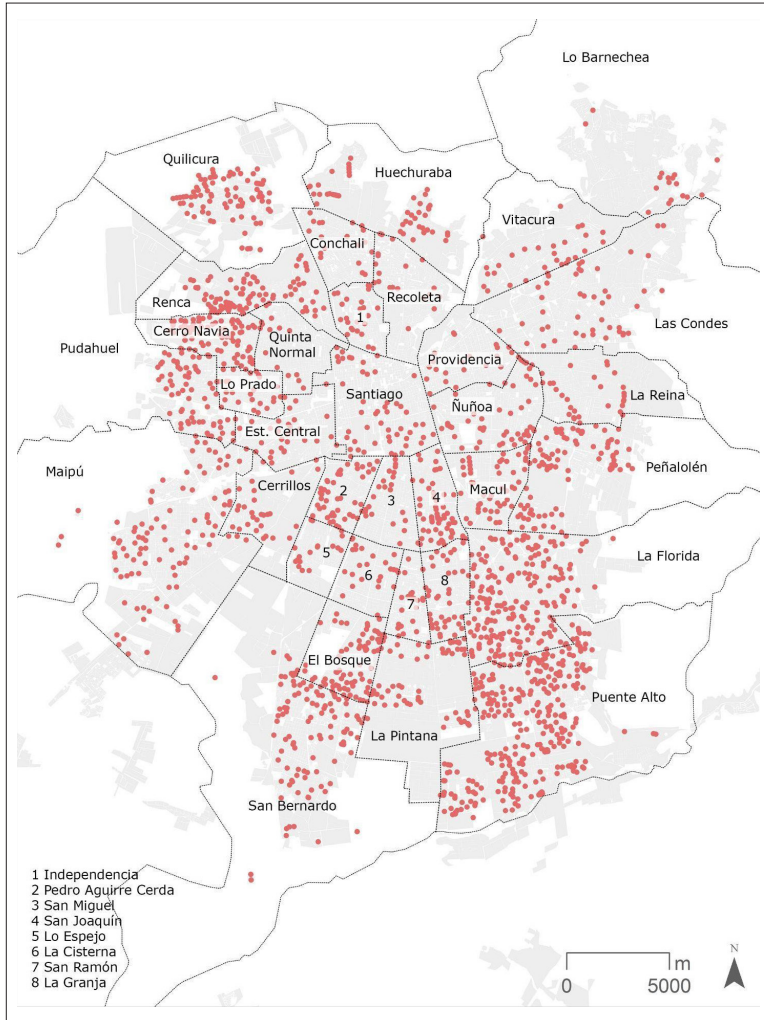 Lo Barnechea
Quilicura
Huechuraba
Vitacura
Conchalí
Renca
Recoleta
1
Cerro Navia
Quinta
Normal
Las Condes
Pudahuel
Providencia
Lo Prado
Santiago
La Reina
Ñuñoa
Est. Central
Maipú
Peñalolén
Cerrillos
2
3
4
Macul
5
La Florida
6
8
7
El Bosque
Puente Alto
La Pintana
San Bernardo
1 Independencia
2 Pedro Aguirre Cerda
3 San Miguel
4 San Joaquín
5 Lo Espejo
6 La Cisterna
7 San Ramón
8 La Granja
m
0 5000
N